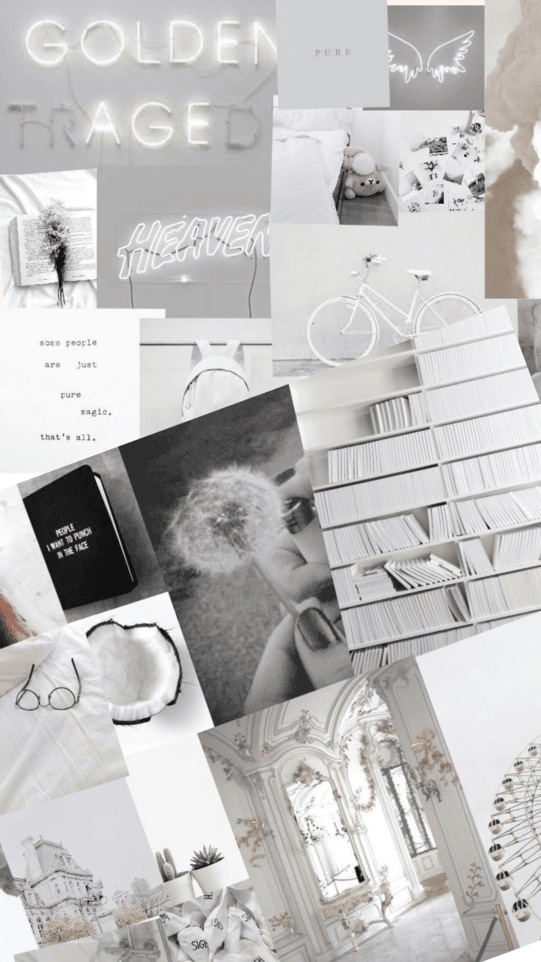 GOLDEN
PURE
TRAGED
HEAVEN
some people
are just
pure
magic.
that's all.
PEOPLE
I WANT TO PUNCH
IN THE FACE